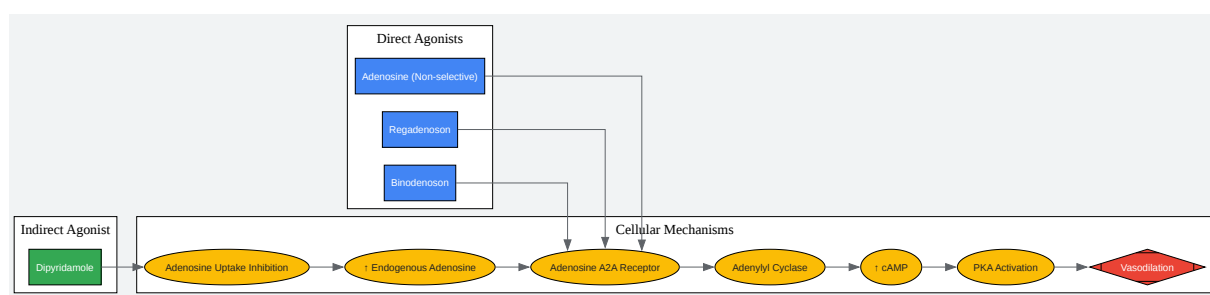 Direct Agonists
Adenosine (Non-selective)
Regadenoson
Binodenoson
Indirect Agonist
Cellular Mechanisms
Dipyridamole
Adenosine Uptake Inhibition
↑ Endogenous Adenosine
Adenosine A2A Receptor
Adenylyl Cyclase
↑ cAMP
PKA Activation
Vasodilation